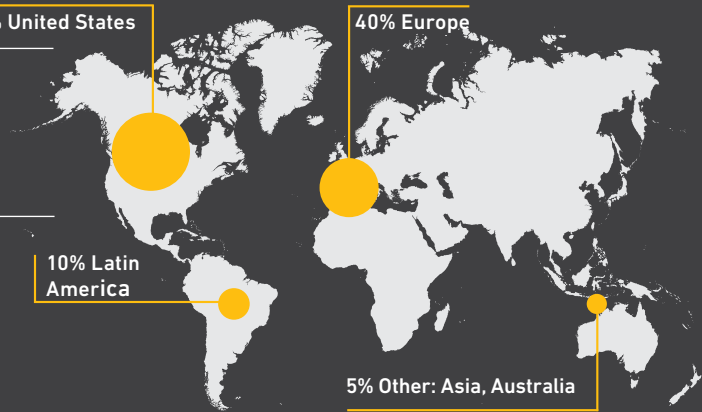 % United States
40% Europe
10% Latin
America
5% Other: Asia, Australia